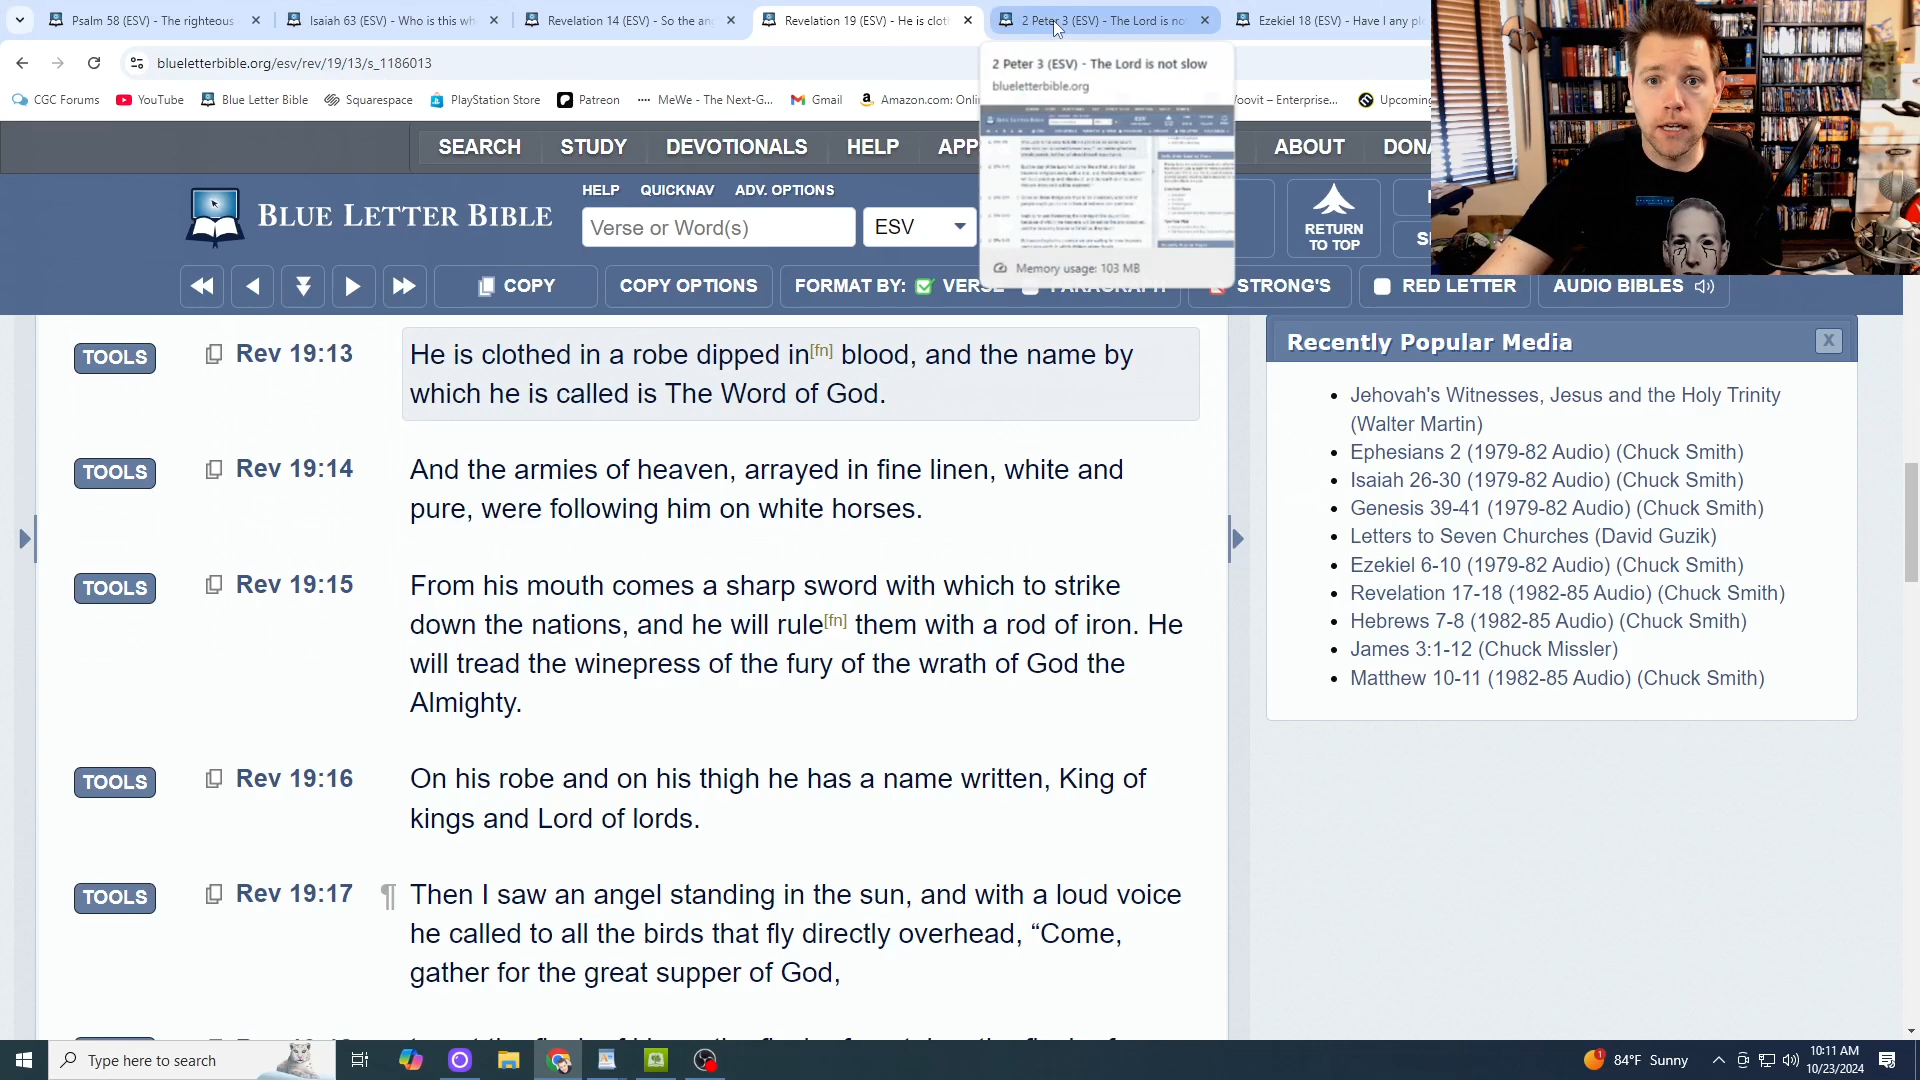 Psalm 58 (ESV) - The righteous
Isaiah 63 (ESV) - Who is this wh
Revelation 14 (ESV) - So the an
Revelation 19 (ESV) - He is clot
2 Peter 3 (ESV) - The Lord is no
Ezekiel 18 (ESV) - Have I any pl
blueletterbible.org/esv/rev/19/13/s_1186013
2 Peter 3 (ESV) - The Lord is not slow
blueletterbible.org
Memory usage: 103 MB
CGC Forums
YouTube
Blue Letter Bible
Squarespace
PlayStation Store
Patreon
MeWe - The Next-G...
Gmail
Amazon.com: Onli
oovit – Enterprise...
Upcoming
SEARCH
STUDY
DEVOTIONALS
HELP
APP
ABOUT
DON
BLUE LETTER BIBLE
HELP
QUICKNAV
ADV. OPTIONS
Verse or Word(s)
ESV
RETURN
TO TOP
COPY
COPY OPTIONS
FORMAT BY:
VERSE
PARAGRAPH
STRONG'S
RED LETTER
AUDIO BIBLES
TOOLS
Rev 19:13
He is clothed in a robe dipped in[fn] blood, and the name by
which he is called is The Word of God.
TOOLS
Rev 19:14
And the armies of heaven, arrayed in fine linen, white and
pure, were following him on white horses.
TOOLS
Rev 19:15
From his mouth comes a sharp sword with which to strike
down the nations, and he will rule[fn] them with a rod of iron. He
will tread the winepress of the fury of the wrath of God the
Almighty.
TOOLS
Rev 19:16
On his robe and on his thigh he has a name written, King of
kings and Lord of lords.
TOOLS
Rev 19:17
¶ Then I saw an angel standing in the sun, and with a loud voice
he called to all the birds that fly directly overhead, “Come,
gather for the great supper of God,
Recently Popular Media
X
• Jehovah's Witnesses, Jesus and the Holy Trinity
(Walter Martin)
• Ephesians 2 (1979-82 Audio) (Chuck Smith)
• Isaiah 26-30 (1979-82 Audio) (Chuck Smith)
• Genesis 39-41 (1979-82 Audio) (Chuck Smith)
• Letters to Seven Churches (David Guzik)
• Ezekiel 6-10 (1979-82 Audio) (Chuck Smith)
• Revelation 17-18 (1982-85 Audio) (Chuck Smith)
• Hebrews 7-8 (1982-85 Audio) (Chuck Smith)
• James 3:1-12 (Chuck Missler)
• Matthew 10-11 (1982-85 Audio) (Chuck Smith)
Type here to search
84°F Sunny
10:11 AM
10/23/2024